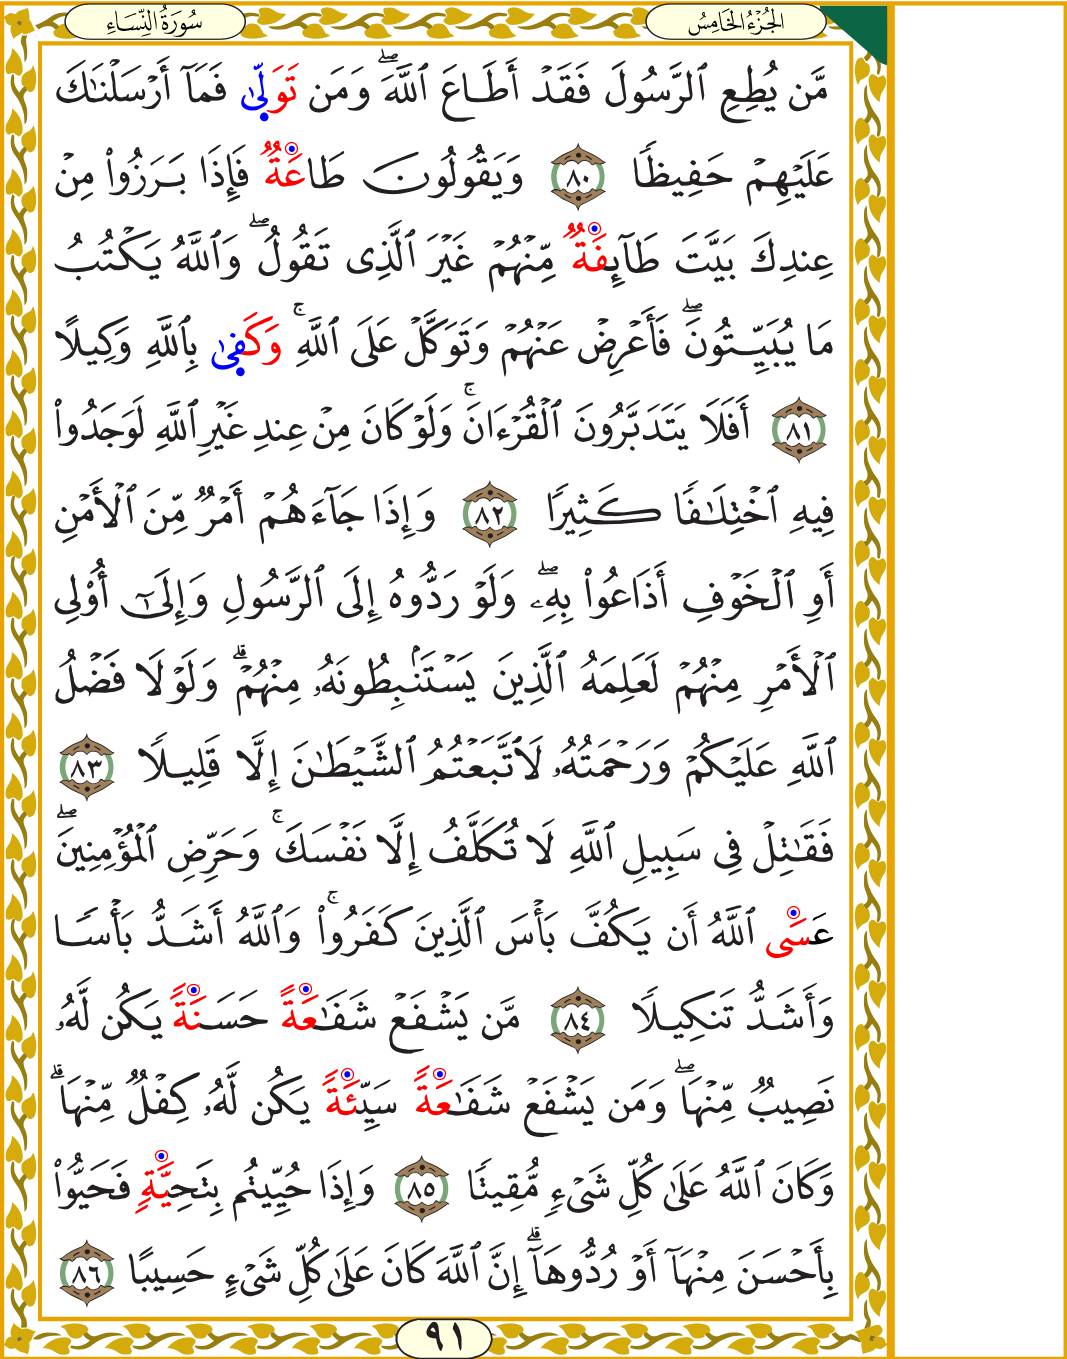 الجُزْءُ الخَامِسُ
سُورَةُ النِّسَاءِ
مَّن يُطِعِ ٱلرَّسُولَ فَقَدْ أَطَاعَ ٱللَّهَۖ وَمَن تَوَلَّىٰ فَمَآ أَرْسَلْنَٰكَ
عَلَيْهِمْ حَفِيظًا ٨٠ وَيَقُولُونَ طَاعَةٌ فَإِذَا بَرَزُوا۟ مِنْ
عِندِكَ بَيَّتَ طَآئِفَةٌ مِّنْهُمْ غَيْرَ ٱلَّذِى تَقُولُۖ وَٱللَّهُ يَكْتُبُ
مَا يُبَيِّتُونَۖ فَأَعْرِضْ عَنْهُمْ وَتَوَكَّلْ عَلَى ٱللَّهِۚ وَكَفَىٰ بِٱللَّهِ وَكِيلًا
٨١ أَفَلَا يَتَدَبَّرُونَ ٱلْقُرْءَانَۚ وَلَوْ كَانَ مِنْ عِندِ غَيْرِ ٱللَّهِ لَوَجَدُوا۟
فِيهِ ٱخْتِلَٰفًا كَثِيرًا ٨٢ وَإِذَا جَآءَهُمْ أَمْرٌ مِّنَ ٱلْأَمْنِ
أَوِ ٱلْخَوْفِ أَذَاعُوا۟ بِهِۦۖ وَلَوْ رَدُّوهُ إِلَى ٱلرَّسُولِ وَإِلَىٰٓ أُو۟لِى
ٱلْأَمْرِ مِنْهُمْ لَعَلِمَهُ ٱلَّذِينَ يَسْتَنۢبِطُونَهُۥ مِنْهُمْۗ وَلَوْلَا فَضْلُ
ٱللَّهِ عَلَيْكُمْ وَرَحْمَتُهُۥ لَٱتَّبَعْتُمُ ٱلشَّيْطَٰنَ إِلَّا قَلِيلًا ٨٣
فَقَٰتِلْ فِى سَبِيلِ ٱللَّهِ لَا تُكَلَّفُ إِلَّا نَفْسَكَۚ وَحَرِّضِ ٱلْمُؤْمِنِينَۖ
عَسَى ٱللَّهُ أَن يَكُفَّ بَأْسَ ٱلَّذِينَ كَفَرُوا۟ۚ وَٱللَّهُ أَشَدُّ بَأْسًا
وَأَشَدُّ تَنكِيلًا ٨٤ مَّن يَشْفَعْ شَفَٰعَةً حَسَنَةً يَكُن لَّهُۥ
نَصِيبٌ مِّنْهَاۖ وَمَن يَشْفَعْ شَفَٰعَةً سَيِّئَةً يَكُن لَّهُۥ كِفْلٌ مِّنْهَاۗ
وَكَانَ ٱللَّهُ عَلَىٰ كُلِّ شَىْءٍ مُّقِيتًا ٨٥ وَإِذَا حُيِّيتُم بِتَحِيَّةٍ فَحَيُّوا۟
بِأَحْسَنَ مِنْهَآ أَوْ رُدُّوهَآۗ إِنَّ ٱللَّهَ كَانَ عَلَىٰ كُلِّ شَىْءٍ حَسِيبًا ٨٦
٩١